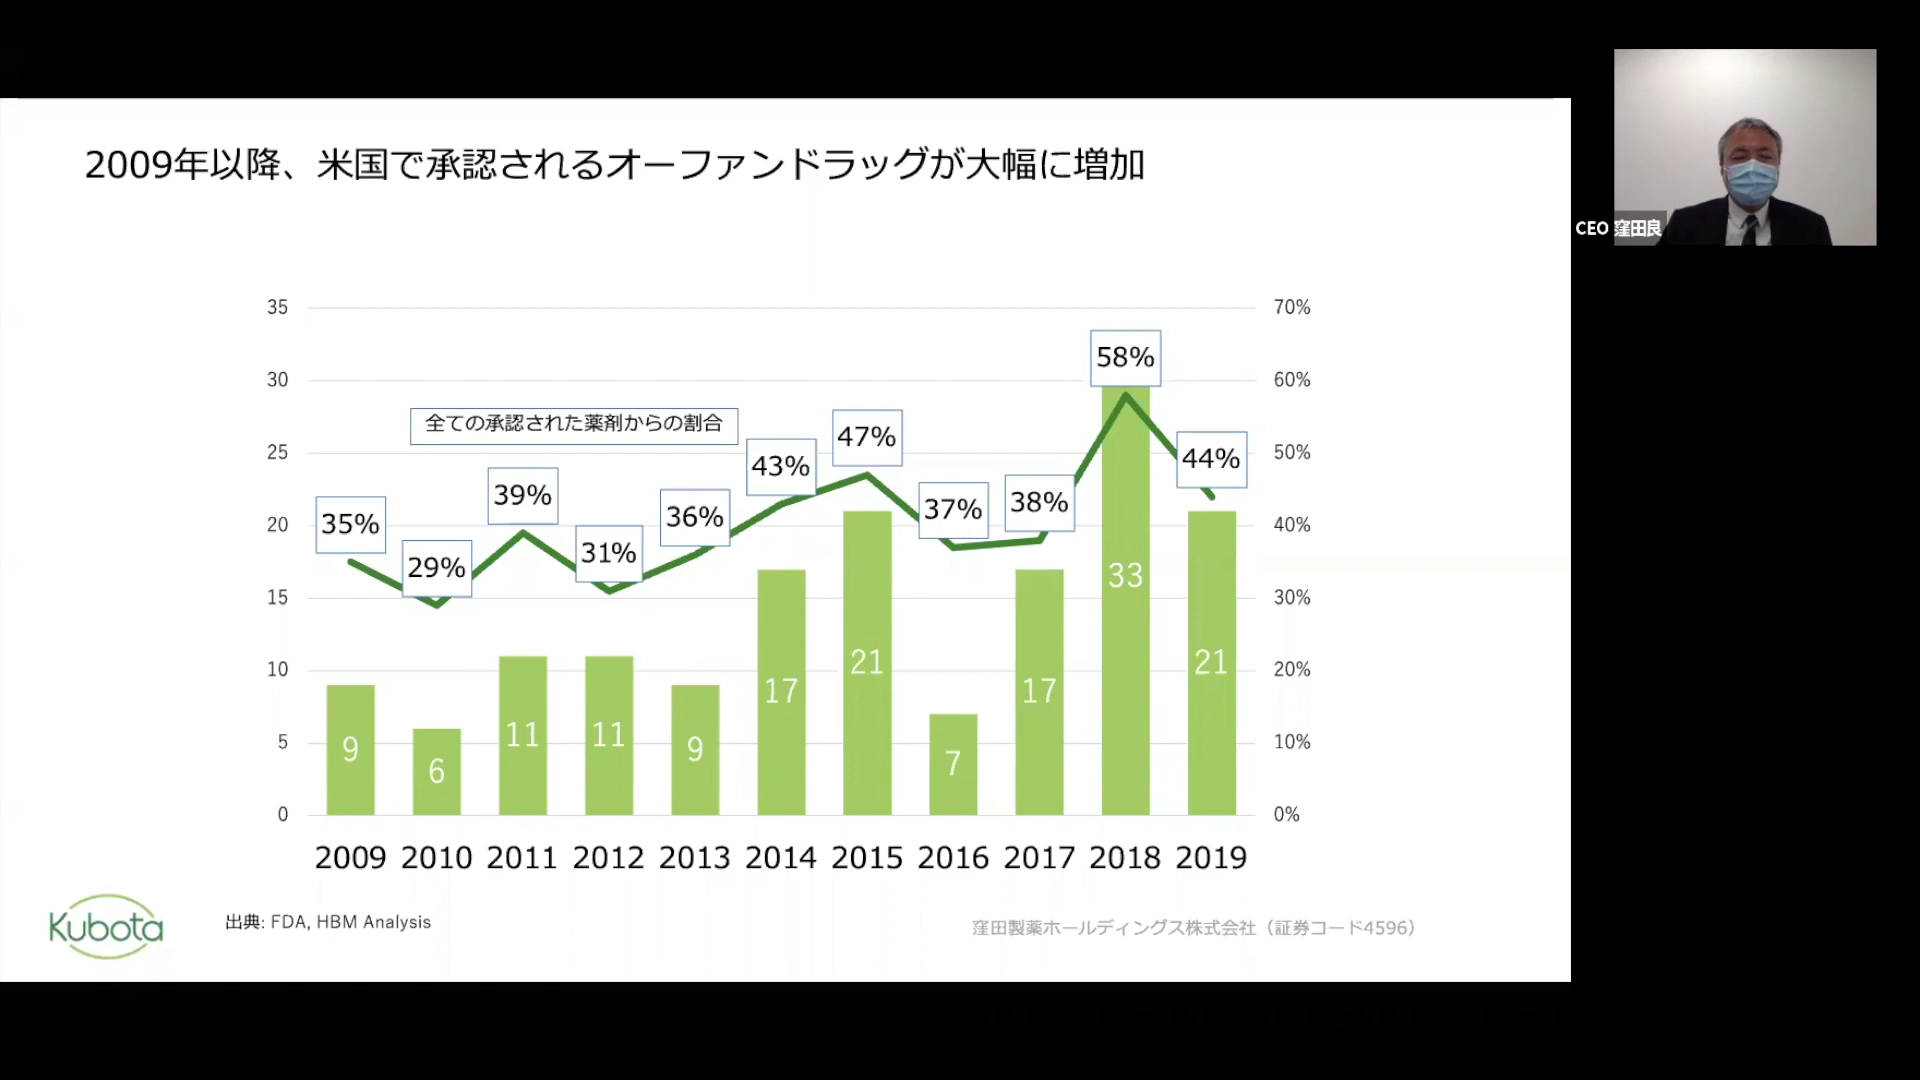 2009年以降、米国で承認されるオーファンドラッグが大幅に増加
CEO 窪田良
35 70%
30 60%
25 50%
20 40%
15 30%
10 20%
5 10%
0 0%
全ての承認された薬剤からの割合
35% 29% 39% 31% 36% 43% 47% 37% 38% 58% 44%
9 6 11 11 9 17 21 7 17 33 21
2009 2010 2011 2012 2013 2014 2015 2016 2017 2018 2019
Kubota
出典: FDA, HBM Analysis
窪田製薬ホールディングス株式会社（証券コード4596）